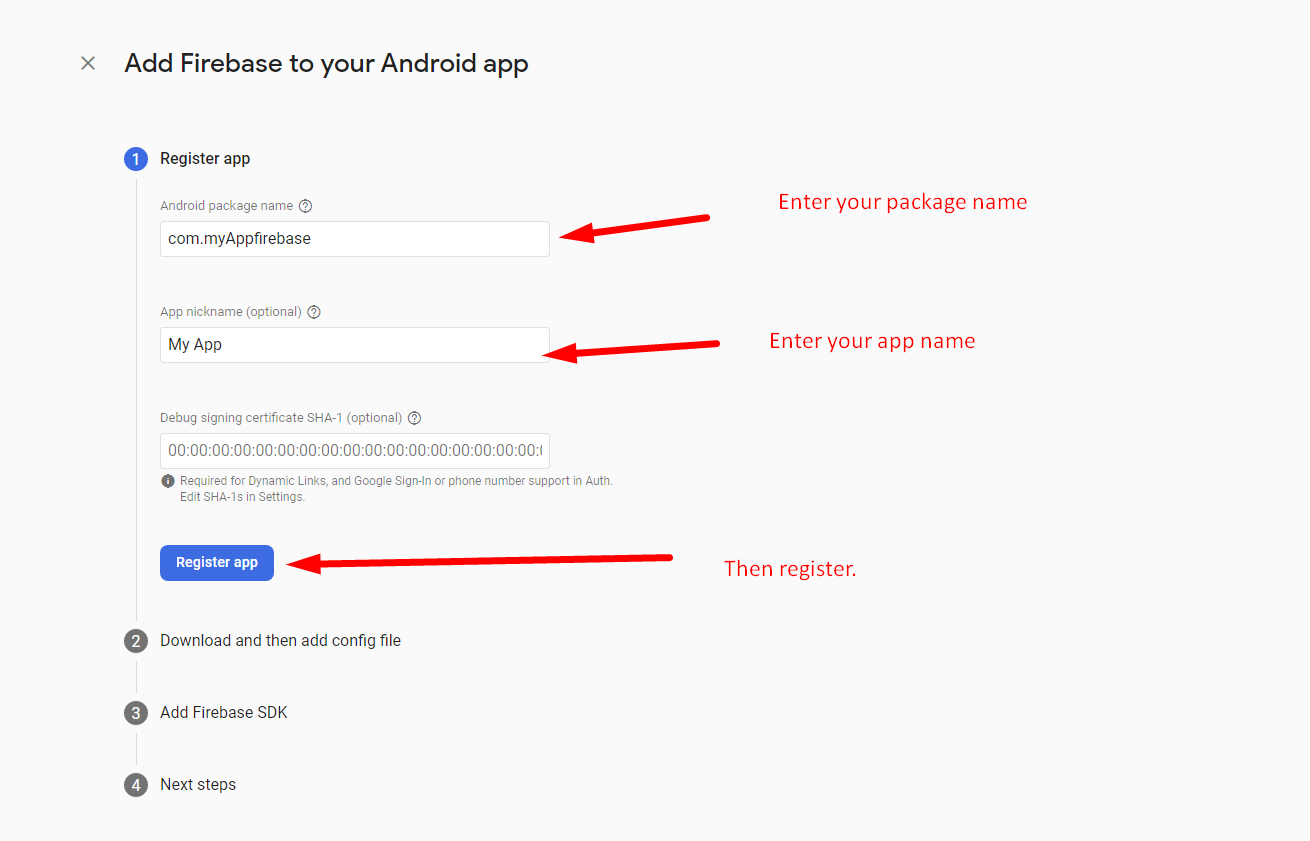 Add Firebase to your Android app
1 Register app
Android package name
Enter your package name
com.myAppfirebase
App nickname (optional)
My App
Enter your app name
Debug signing certificate SHA-1 (optional)
00:00:00:00:00:00:00:00:00:00:00:00:00:00:00:00:00:
Required for Dynamic Links, and Google Sign-In or phone number support in Auth.
Edit SHA-1s in Settings.
Register app
Then register.
2 Download and then add config file
3 Add Firebase SDK
4 Next steps